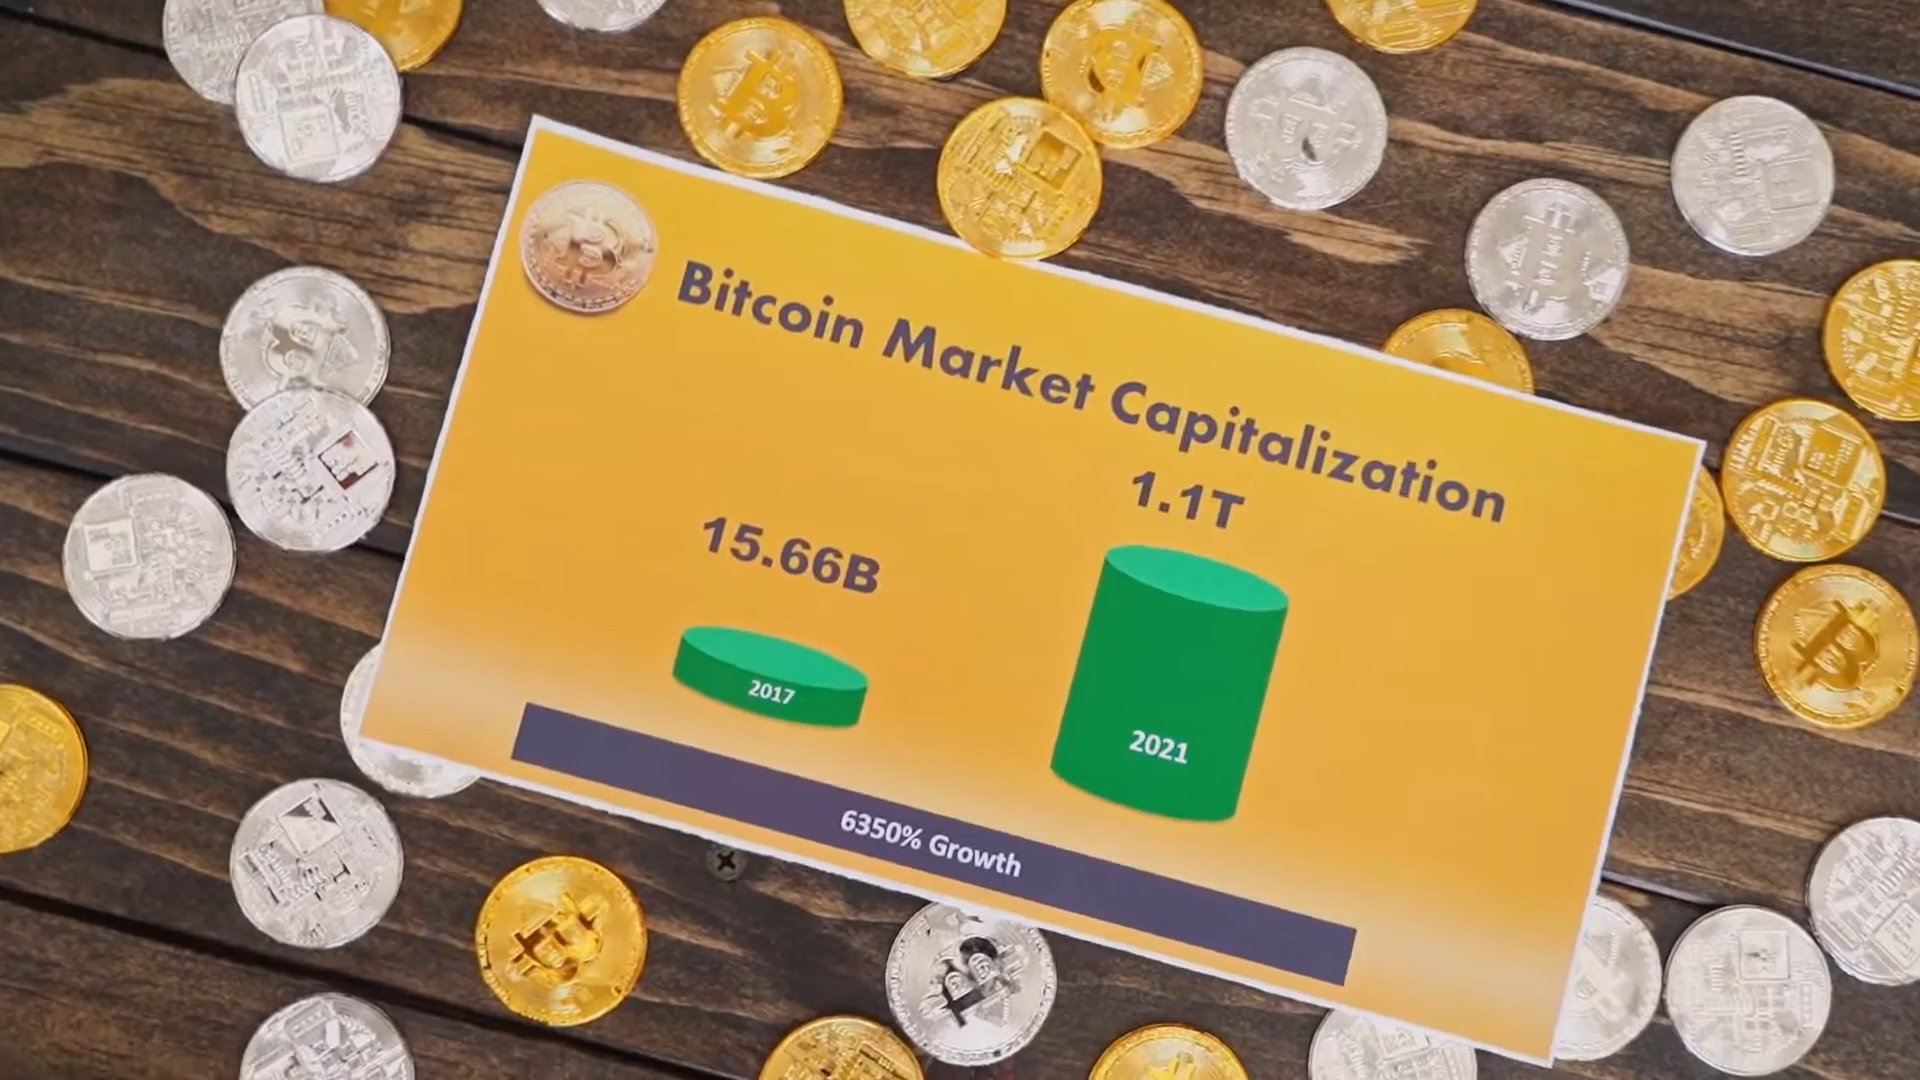 Bitcoin Market Capitalization
15.66B
1.1T
2017
2021
6350% Growth